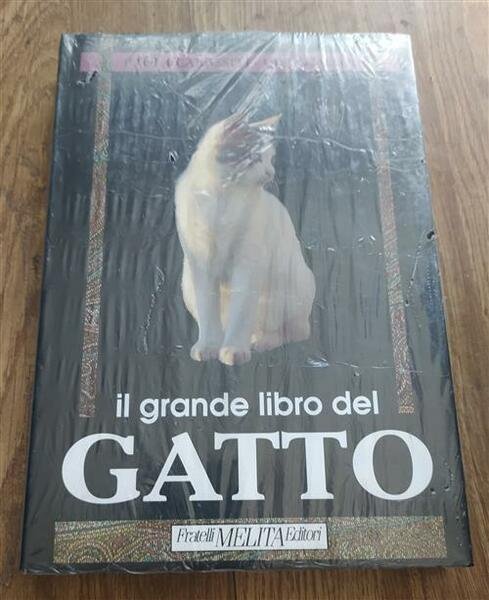 il grande libro del
GATTO
Fratelli MELITA Editori